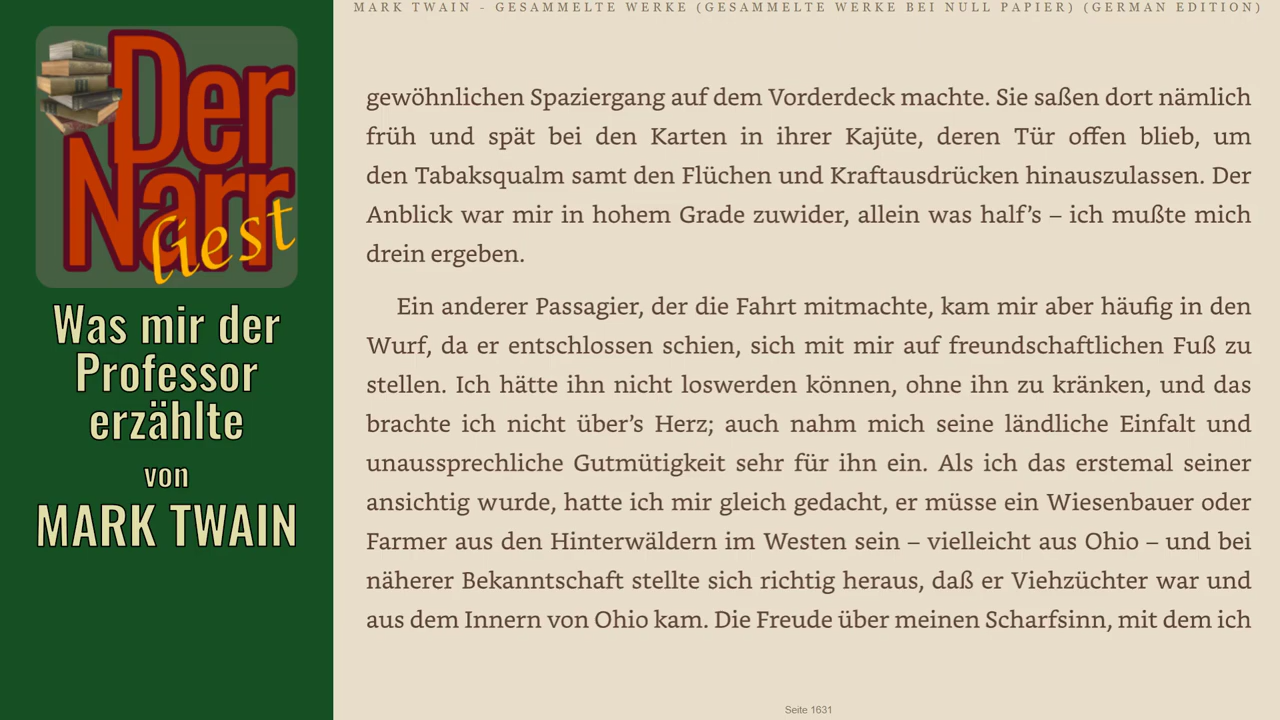 Der
Narr
liest
Was mir der
Professor
erzählte
von
MARK TWAIN
MARK TWAIN - GESAMMELTE WERKE (GESAMMELTE WERKE BEI NULL PAPIER) (GERMAN EDITION)
gewöhnlichen Spaziergang auf dem Vorderdeck machte. Sie saßen dort nämlich
früh und spät bei den Karten in ihrer Kajüte, deren Tür offen blieb, um
den Tabaksqualm samt den Flüchen und Kraftausdrücken hinauszulassen. Der
Anblick war mir in hohem Grade zuwider, allein was half’s – ich mußte mich
drein ergeben.
Ein anderer Passagier, der die Fahrt mitmachte, kam mir aber häufig in den
Wurf, da er entschlossen schien, sich mit mir auf freundschaftlichen Fuß zu
stellen. Ich hätte ihn nicht loswerden können, ohne ihn zu kränken, und das
brachte ich nicht über’s Herz; auch nahm mich seine ländliche Einfalt und
unaussprechliche Gutmütigkeit sehr für ihn ein. Als ich das erstemal seiner
ansichtig wurde, hatte ich mir gleich gedacht, er müsse ein Wiesenbauer oder
Farmer aus den Hinterwäldern im Westen sein – vielleicht aus Ohio – und bei
näherer Bekanntschaft stellte sich richtig heraus, daß er Viehzüchter war und
aus dem Innern von Ohio kam. Die Freude über meinen Scharfsinn, mit dem ich
Seite 1631